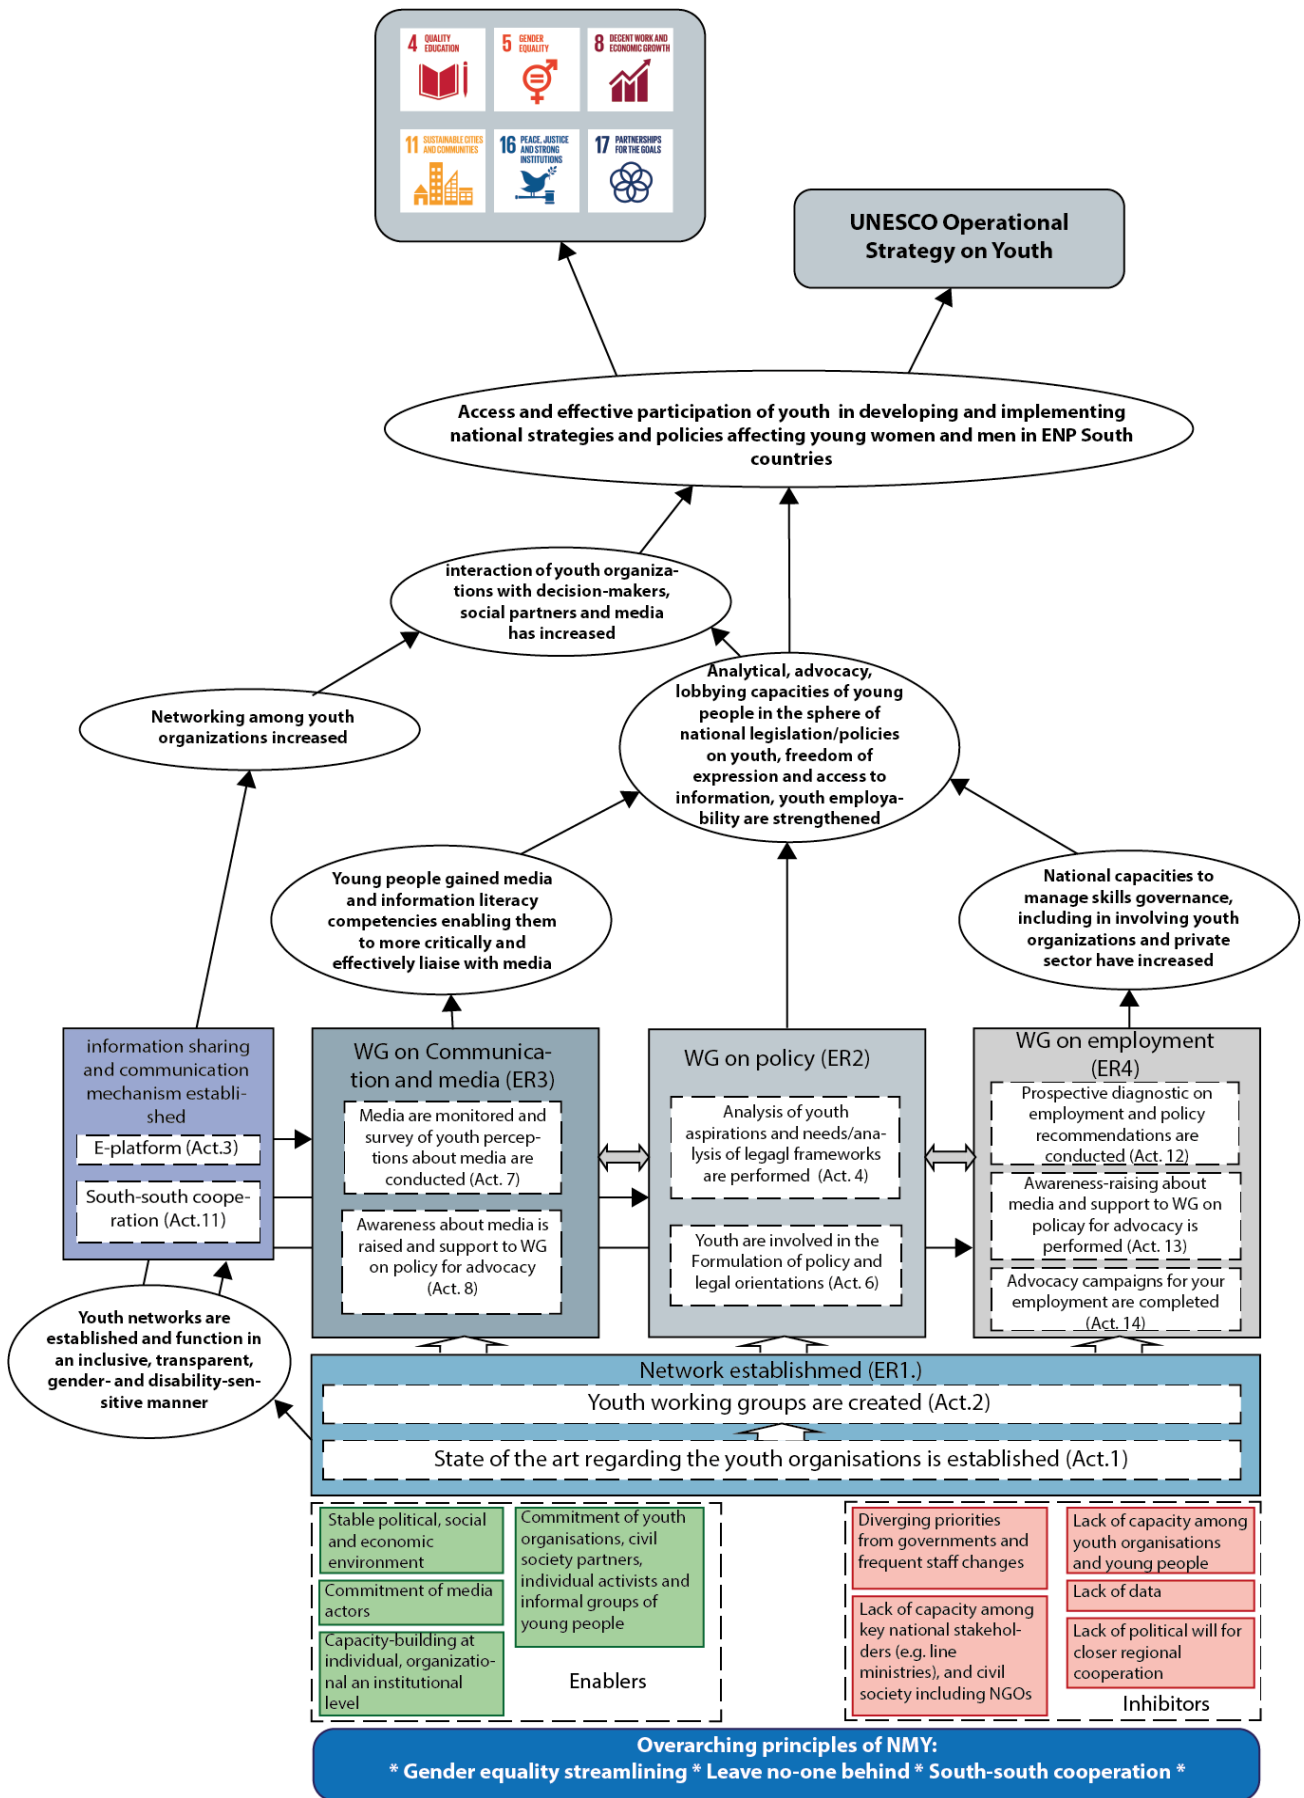 4 QUALITY
EDUCATION
5 GENDER
EQUALITY
8 DECENT WORK AND
ECONOMIC GROWTH
11 SUSTAINABLE CITIES
AND COMMUNITIES
16 PEACE, JUSTICE
AND STRONG
INSTITUTIONS
17 PARTNERSHIPS
FOR THE GOALS
UNESCO Operational
Strategy on Youth
Access and effective participation of youth in developing and implementing
national strategies and policies affecting young women and men in ENP South
countries
interaction of youth organiza-
tions with decision-makers,
social partners and media
has increased
Networking among youth
organizations increased
Analytical, advocacy,
lobbying capacities of young
people in the sphere of
national legislation/policies
on youth, freedom of
expression and access to
information, youth employa-
bility are strengthened
Young people gained media
and information literacy
competencies enabling them
to more critically and
effectively liaise with media
National capacities to
manage skills governance,
including in involving youth
organizations and private
sector have increased
information sharing
and communication
mechanism establi-
shed
E-platform (Act.3)
South-south coope-
ration (Act.11)
WG on Communica-
tion and media (ER3)
Media are monitored and
survey of youth percep-
tions about media are
conducted (Act. 7)
Awareness about media is
raised and support to WG
on policy for advocacy
(Act. 8)
WG on policy (ER2)
Analysis of youth
aspirations and needs/ana-
lysis of legagl frameworks
are performed (Act. 4)
Youth are involved in the
Formulation of policy and
legal orientations (Act. 6)
WG on employment
(ER4)
Prospective diagnostic on
employment and policy
recommendations are
conducted (Act. 12)
Awareness-raising about
media and support to WG on
policay for advocacy is
performed (Act. 13)
Advocacy campaigns for your
employment are completed
(Act. 14)
Youth networks are
established and function in
an inclusive, transparent,
gender- and disability-sen-
sitive manner
Network establishmed (ER1.)
Youth working groups are created (Act.2)
State of the art regarding the youth organisations is established (Act.1)
Stable political, social
and economic
environment
Commitment of media
actors
Capacity-building at
individual, organizatio-
nal an institutional
level
Commitment of youth
organisations, civil
society partners,
individual activists and
informal groups of
young people
Enablers
Diverging priorities
from governments and
frequent staff changes
Lack of capacity among
key national stakehol-
ders (e.g. line
ministries), and civil
society including NGOs
Lack of capacity among
youth organisations
and young people
Lack of data
Lack of political will for
closer regional
cooperation
Inhibitors
Overarching principles of NMY:
* Gender equality streamlining * Leave no-one behind * South-south cooperation *